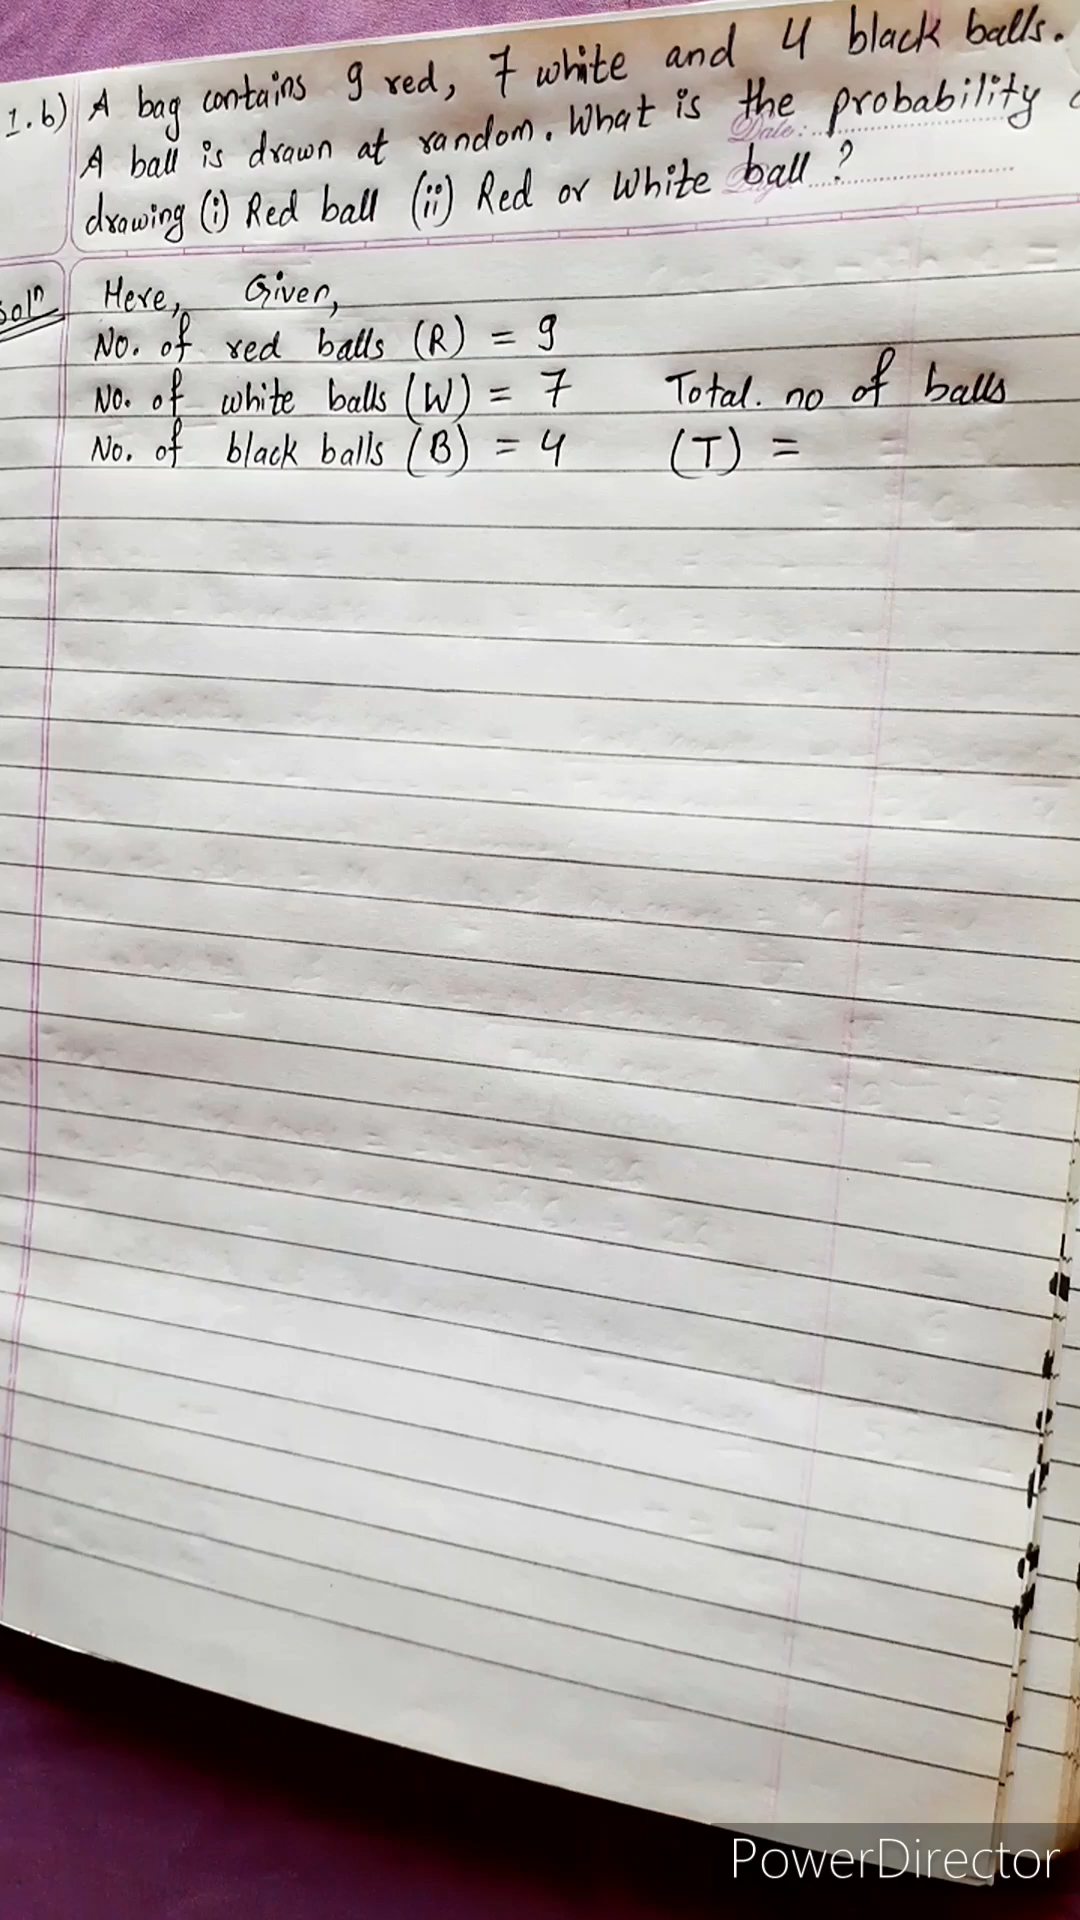 1.b) A bag contains 9 red, 7 white and 4 black balls.
A ball is drawn at random. What is the probability
Date:
drawing (i) Red ball (ii) Red or White ball ?
Soln
Here, Given,
No. of red balls (R) = 9
No. of white balls (W) = 7 Total. no of balls
No. of black balls (B) = 4 (T) =
PowerDirector